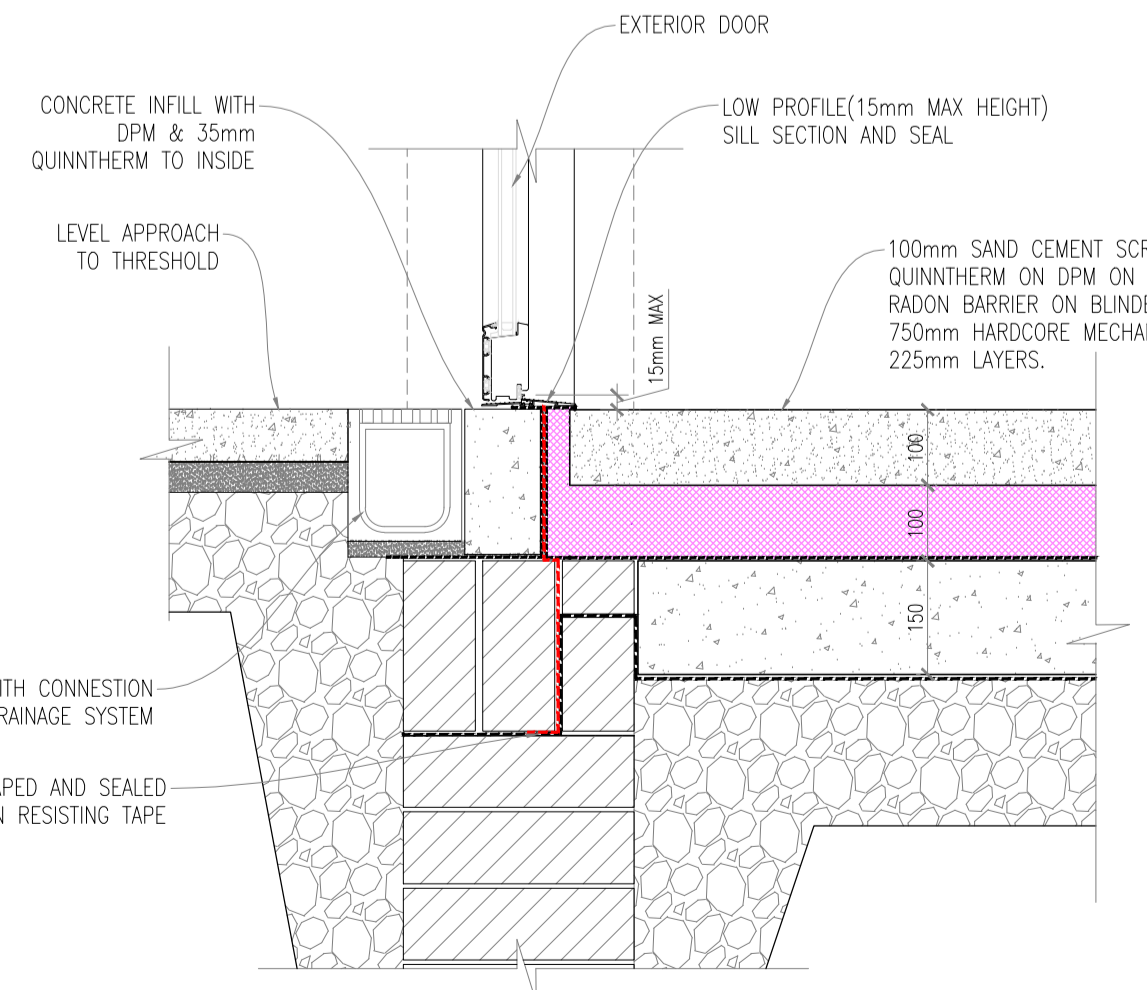 EXTERIOR DOOR
CONCRETE INFILL WITH
DPM & 35mm
QUINNTHERM TO INSIDE
LOW PROFILE(15mm MAX HEIGHT)
SILL SECTION AND SEAL
LEVEL APPROACH
TO THRESHOLD
100mm SAND CEMENT SCR
QUINNTHERM ON DPM ON
RADON BARRIER ON BLINDE
750mm HARDCORE MECHA
225mm LAYERS.
15mm MAX
100
100
150
ITH CONNESTION
RAINAGE SYSTEM
APED AND SEALED
N RESISTING TAPE